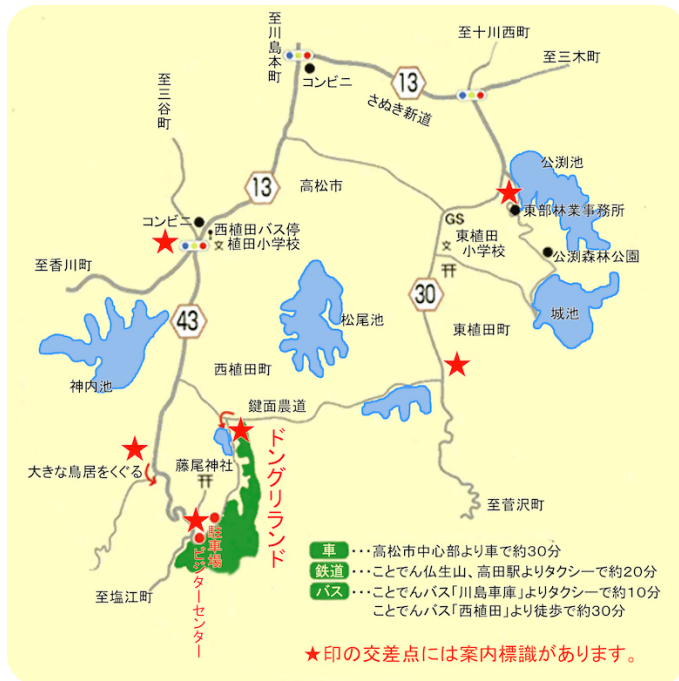 至川島本町
至十川西町
至三木町
至三谷町
コンビニ
13
さぬき新道
公渕池
13
高松市
コンビニ
西植田バス停
文 植田小学校
GS
文
東植田
小学校
東部林業事務所
公渕森林公園
至香川町
43
30
城池
松尾池
東植田町
神内池
西植田町
鍵面農道
大きな鳥居をくぐる
藤尾神社
ドングリランド
駐車場
ビジターセンター
至菅沢町
至塩江町
車・・・高松市中心部より車で約30分
鉄道・・・ことでん仏生山、高田駅よりタクシーで約20分
バス・・・ことでんバス「川島車庫」よりタクシーで約10分
ことでんバス「西植田」より徒歩で約30分
★印の交差点には案内標識があります。